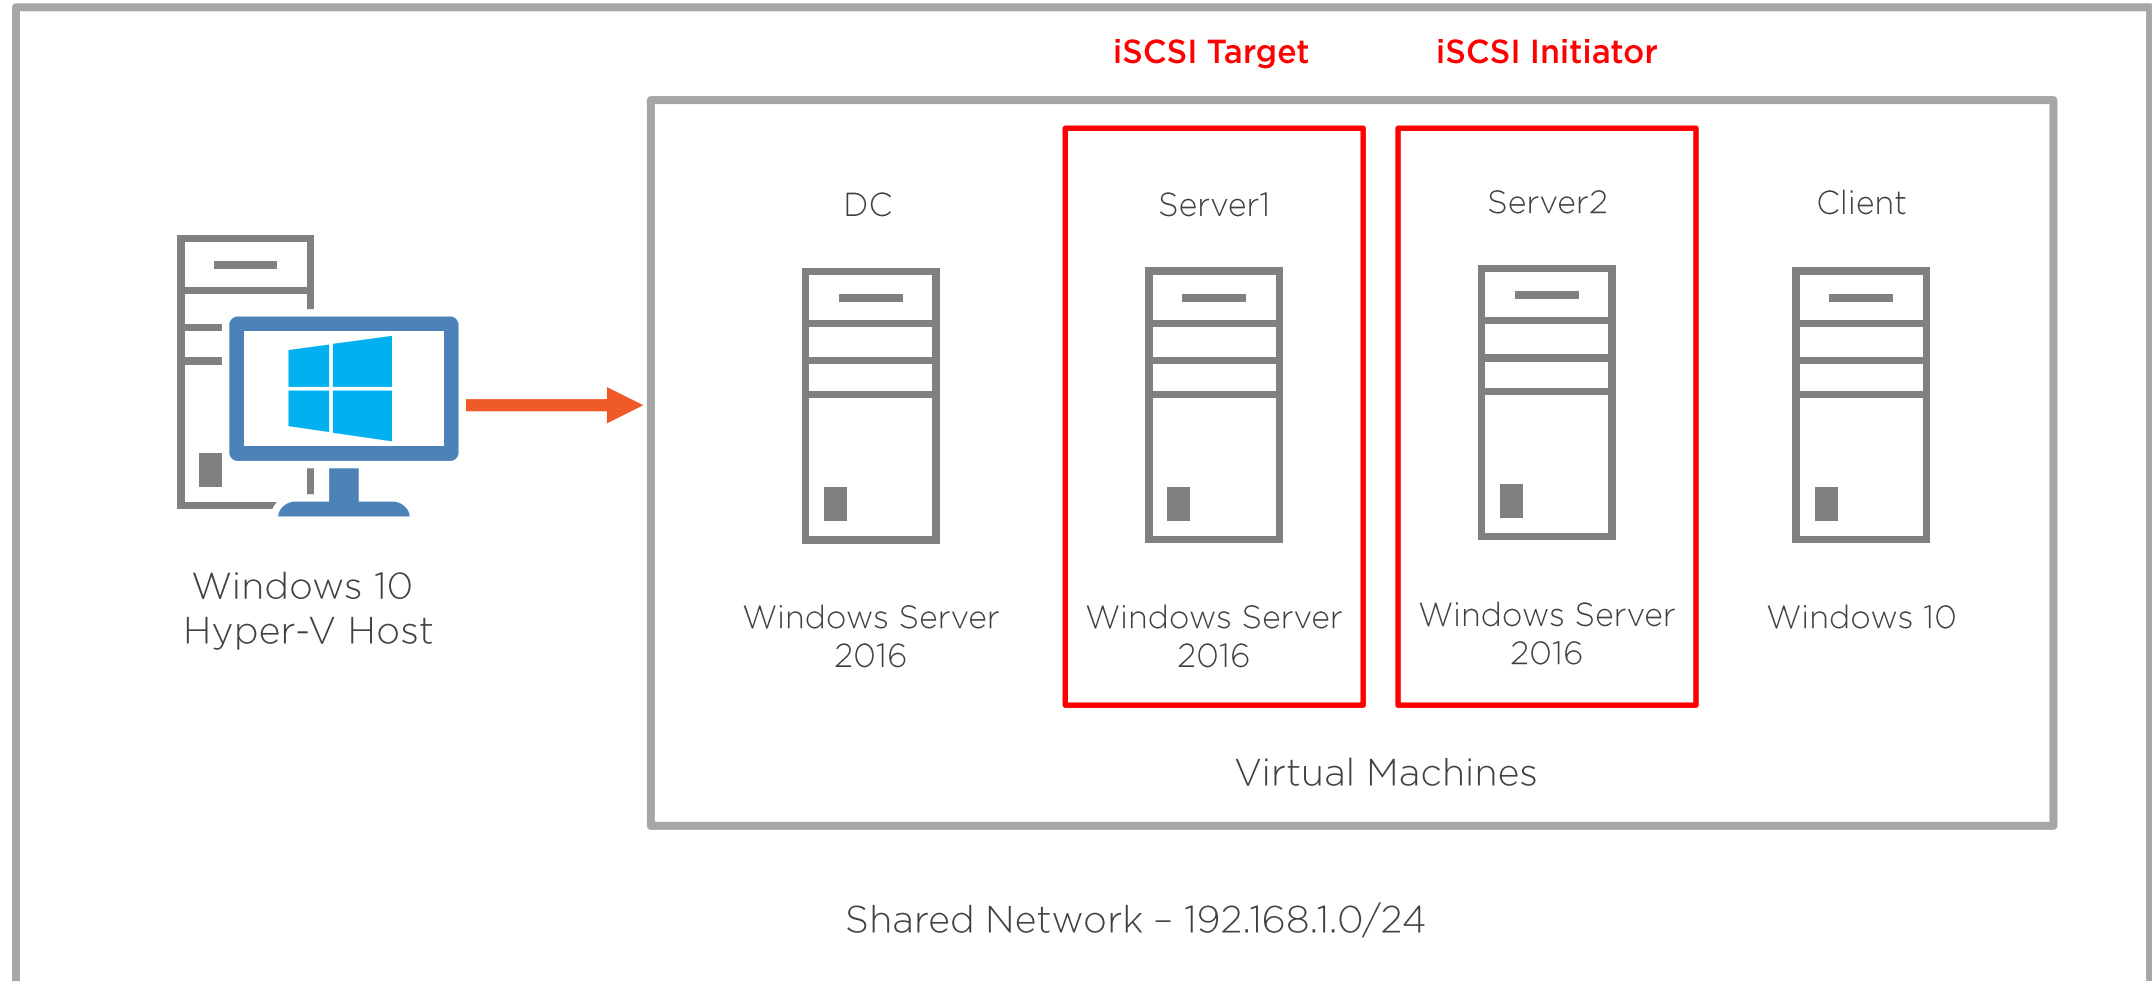 iSCSI Target
iSCSI Initiator
DC
Server1
Server2
Client
Windows 10
Hyper-V Host
Windows Server
2016
Windows Server
2016
Windows Server
2016
Windows 10
Virtual Machines
Shared Network – 192.168.1.0/24